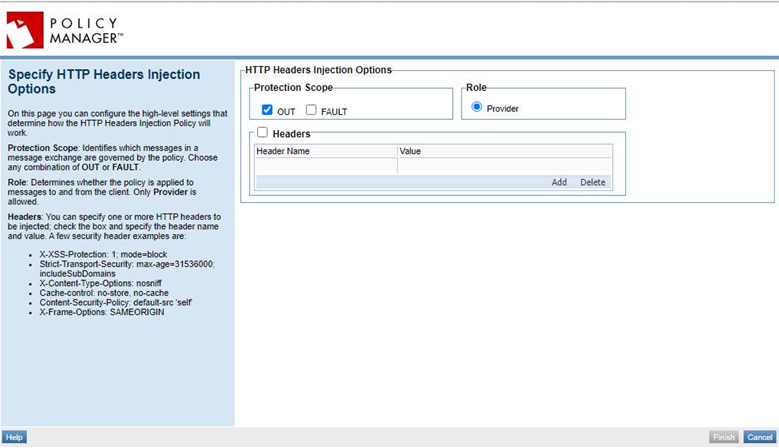 POLICY
MANAGER™
Specify HTTP Headers Injection
Options
On this page you can configure the high-level settings that
determine how the HTTP Headers Injection Policy will
work.
Protection Scope: Identifies which messages in a
message exchange are governed by the policy. Choose
any combination of OUT or FAULT.
Role: Determines whether the policy is applied to
messages to and from the client. Only Provider is
allowed.
Headers: You can specify one or more HTTP headers to
be injected; check the box and specify the header name
and value. A few security header examples are:
• X-XSS-Protection: 1; mode=block
• Strict-Transport-Security: max-age=31536000;
includeSubDomains
• X-Content-Type-Options: nosniff
• Cache-control: no-store, no-cache
• Content-Security-Policy: default-src 'self'
• X-Frame-Options: SAMEORIGIN
HTTP Headers Injection Options
Protection Scope
OUT FAULT
Role
Provider
Headers
Header Name Value
Add Delete
Help Finish Cancel